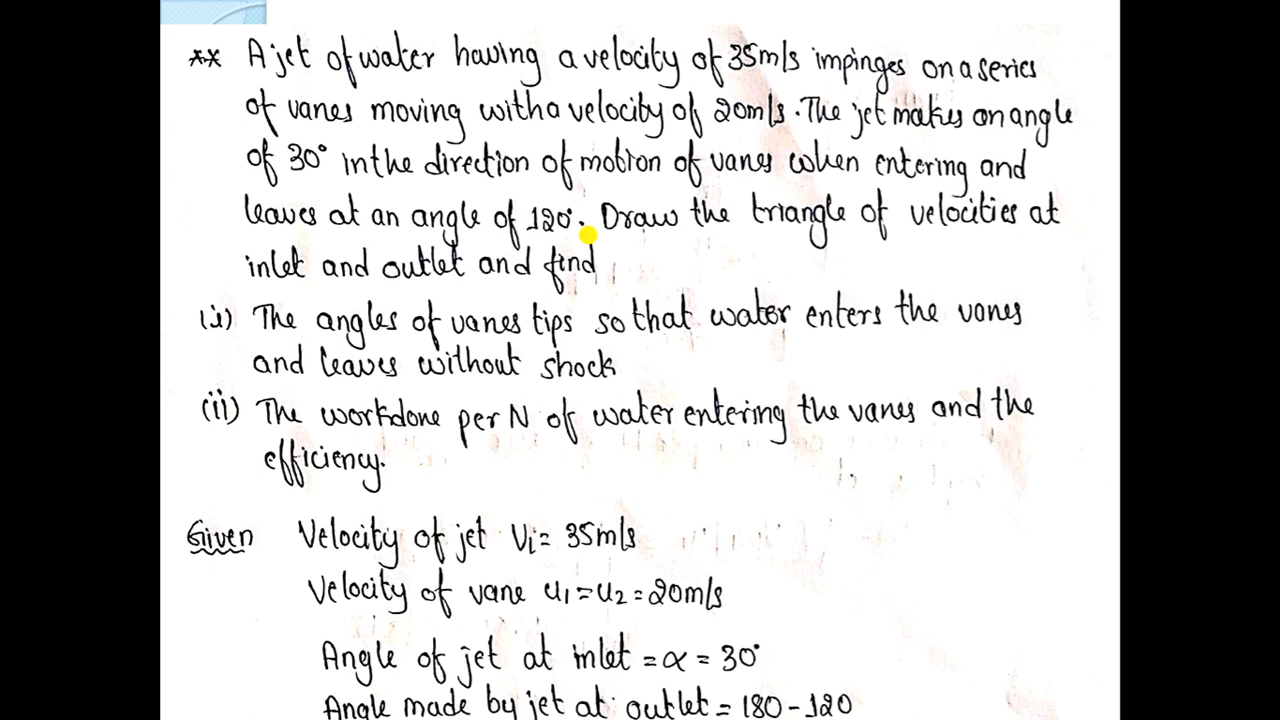 ** A jet of water having a velocity of 35m/s impinges on a series
of vanes moving with a velocity of 20m/s. The jet makes an angle
of 30° in the direction of motion of vanes when entering and
leaves at an angle of 120°. Draw the triangle of velocities at
inlet and outlet and find
(i) The angles of vanes tips so that water enters the vanes
and leaves without shock
(ii) The workdone per N of water entering the vanes and the
efficiency.
Given Velocity of jet V₁ = 35m/s
Velocity of vane u₁ = u₂ = 20m/s
Angle of jet at inlet = α = 30°
Angle made by jet at outlet = 180 - 120